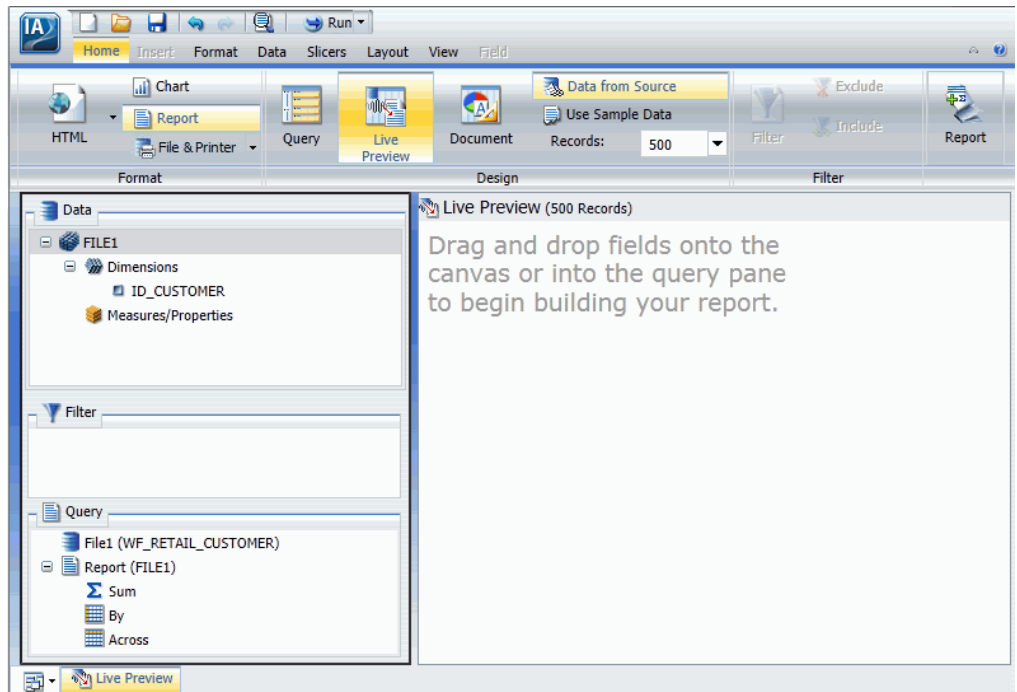 IA
Run
Home Insert Format Data Slicers Layout View Field
HTML
Chart
Report
File & Printer
Format
Query
Live
Preview
Document
Data from Source
Use Sample Data
Records: 500
Design
Filter
Exclude
Include
Filter
Report
Data
FILE1
Dimensions
ID_CUSTOMER
Measures/Properties
Filter
Query
File1 (WF_RETAIL_CUSTOMER)
Report (FILE1)
Sum
By
Across
Live Preview (500 Records)
Drag and drop fields onto the
canvas or into the query pane
to begin building your report.
Live Preview